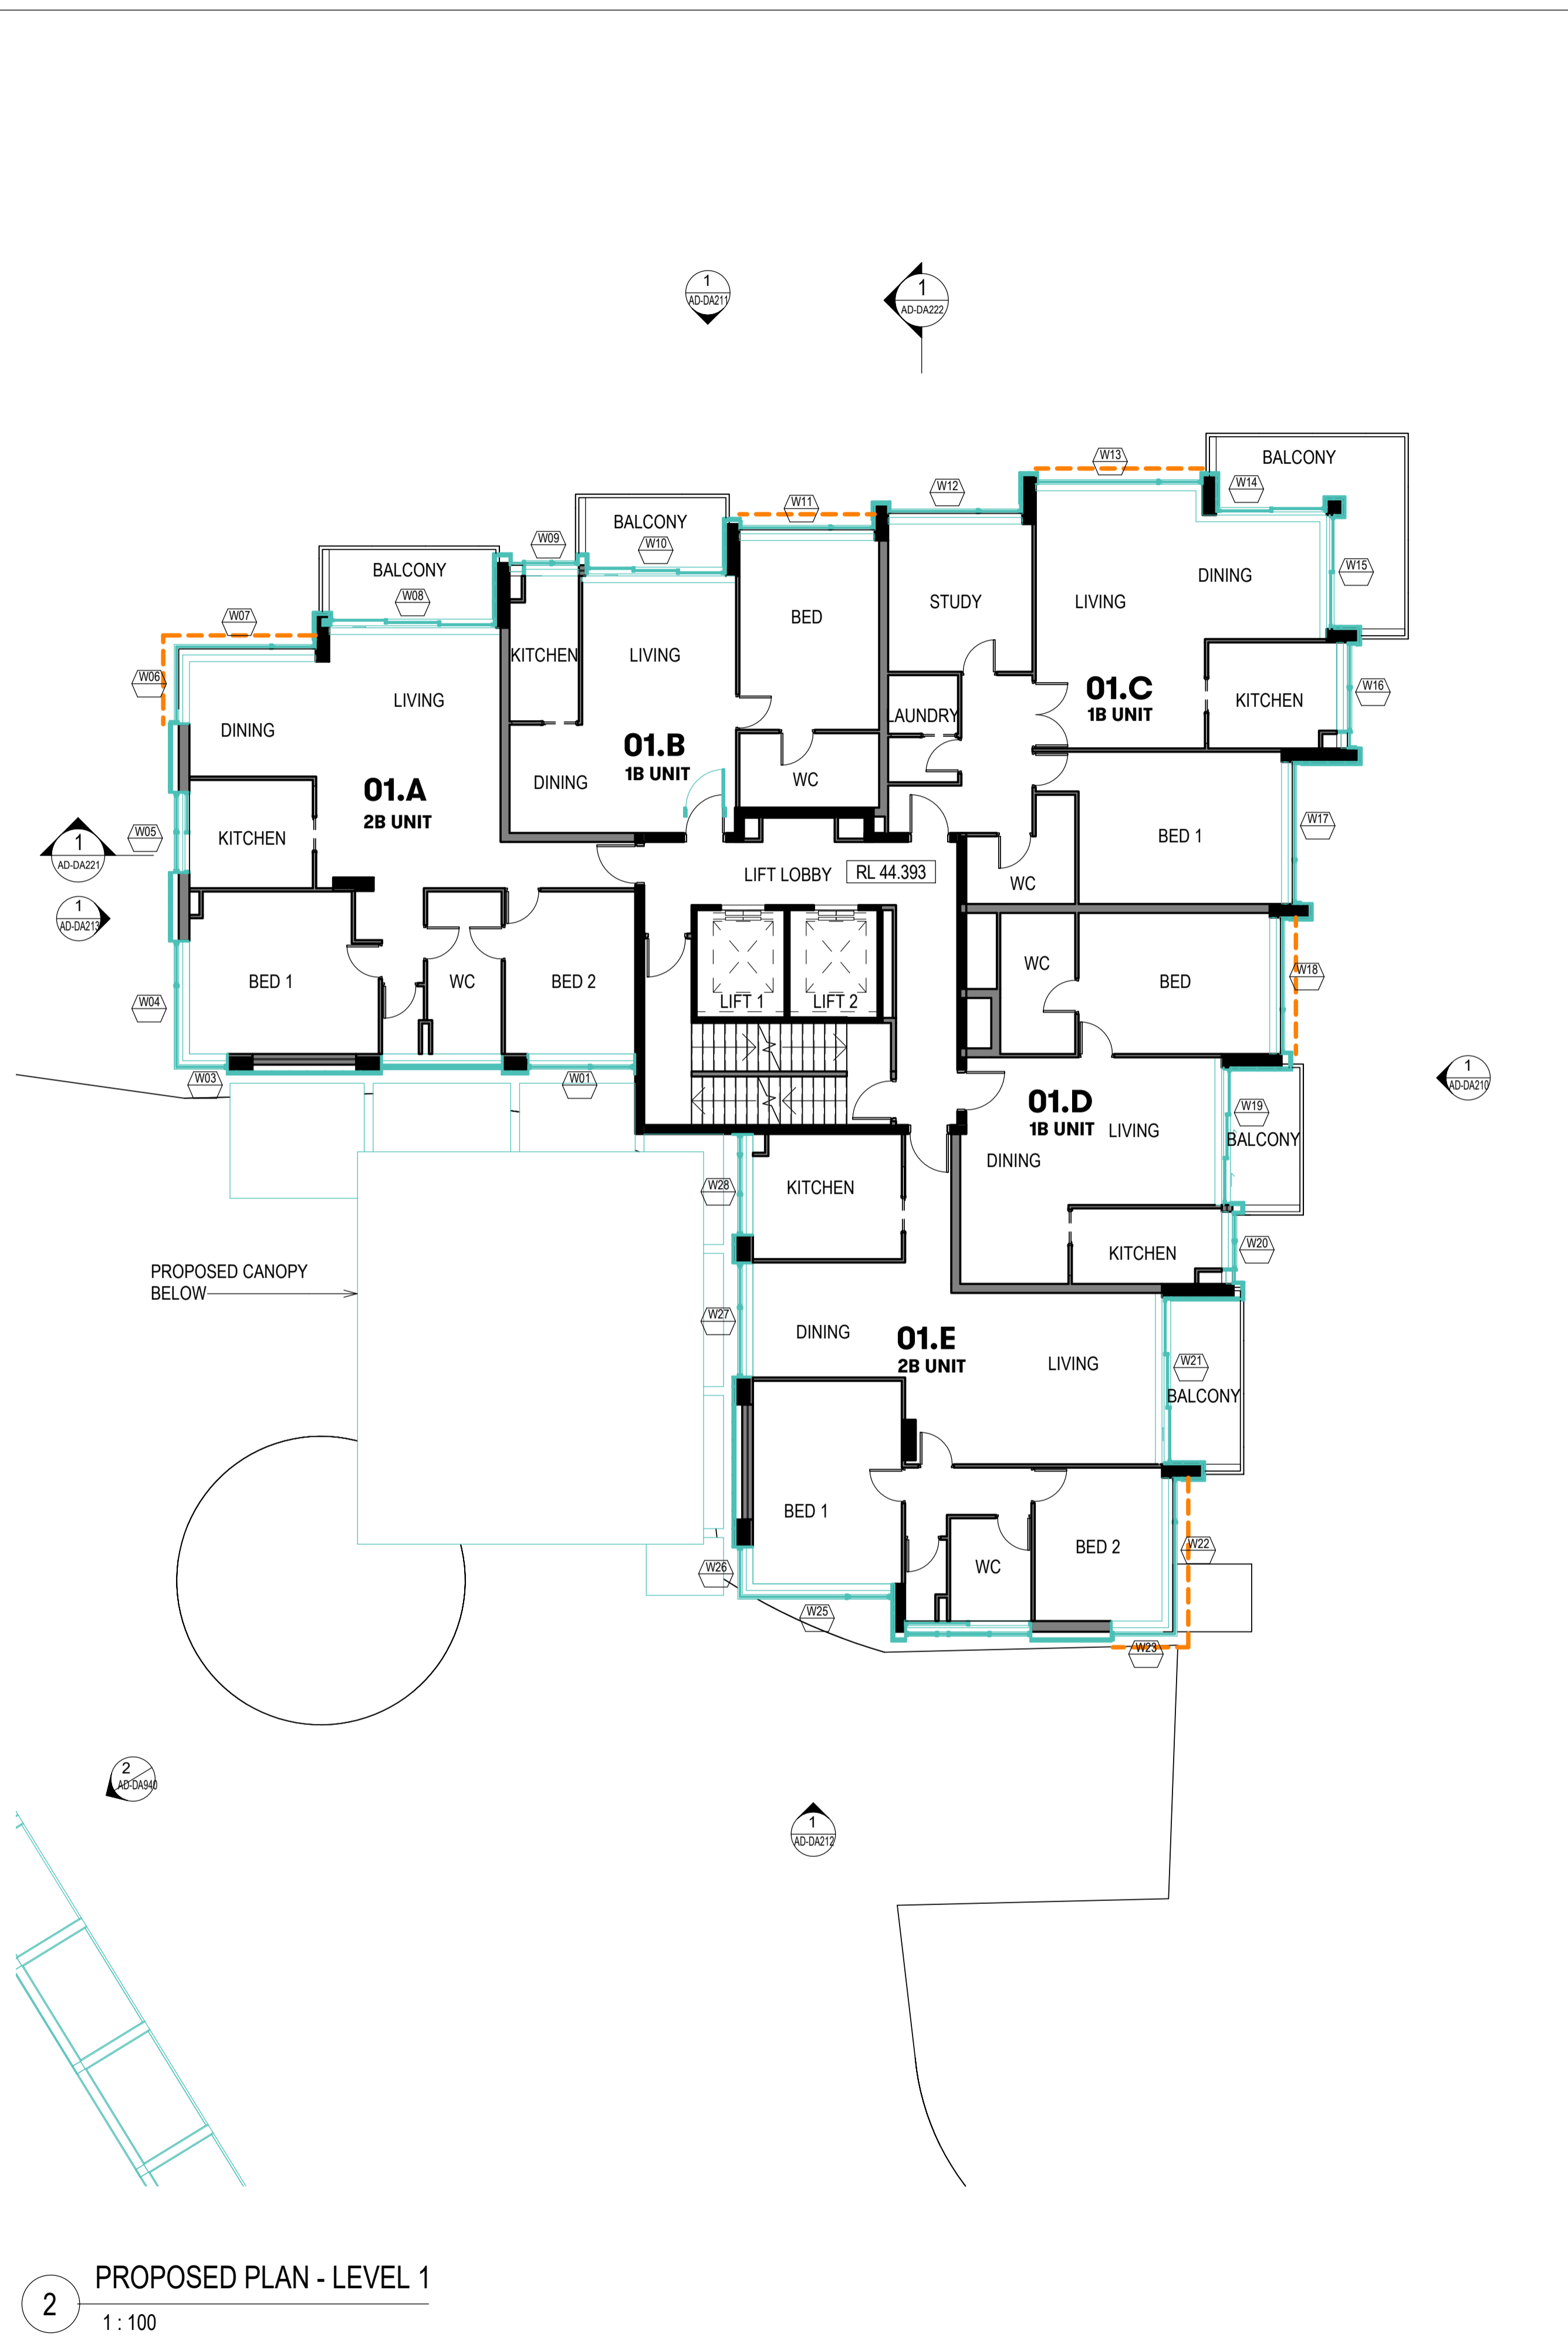 1
AD-DA211
1
AD-DA222
W13
BALCONY
W14
W12
W11
BALCONY
W10
W09
W15
DINING
BALCONY
W08
STUDY
LIVING
BED
W07
KITCHEN
LIVING
W06
LIVING
01.C
1B UNIT
KITCHEN
W16
LAUNDRY
DINING
01.B
1B UNIT
DINING
WC
01.A
2B UNIT
W05
KITCHEN
1
AD-DA221
W17
BED 1
LIFT LOBBY
RL 44.393
WC
1
AD-DA213
WC
BED
W18
BED 1
WC
BED 2
LIFT 1
LIFT 2
W04
W03
W01
1
AD-DA210
01.D
1B UNIT
LIVING
W19
BALCONY
DINING
W28
KITCHEN
KITCHEN
W20
PROPOSED CANOPY
BELOW
W27
DINING
01.E
2B UNIT
LIVING
W21
BALCONY
BED 1
BED 2
W22
WC
W26
W25
W23
2
AD-DA940
1
AD-DA212
2
PROPOSED PLAN - LEVEL 1
1 : 100